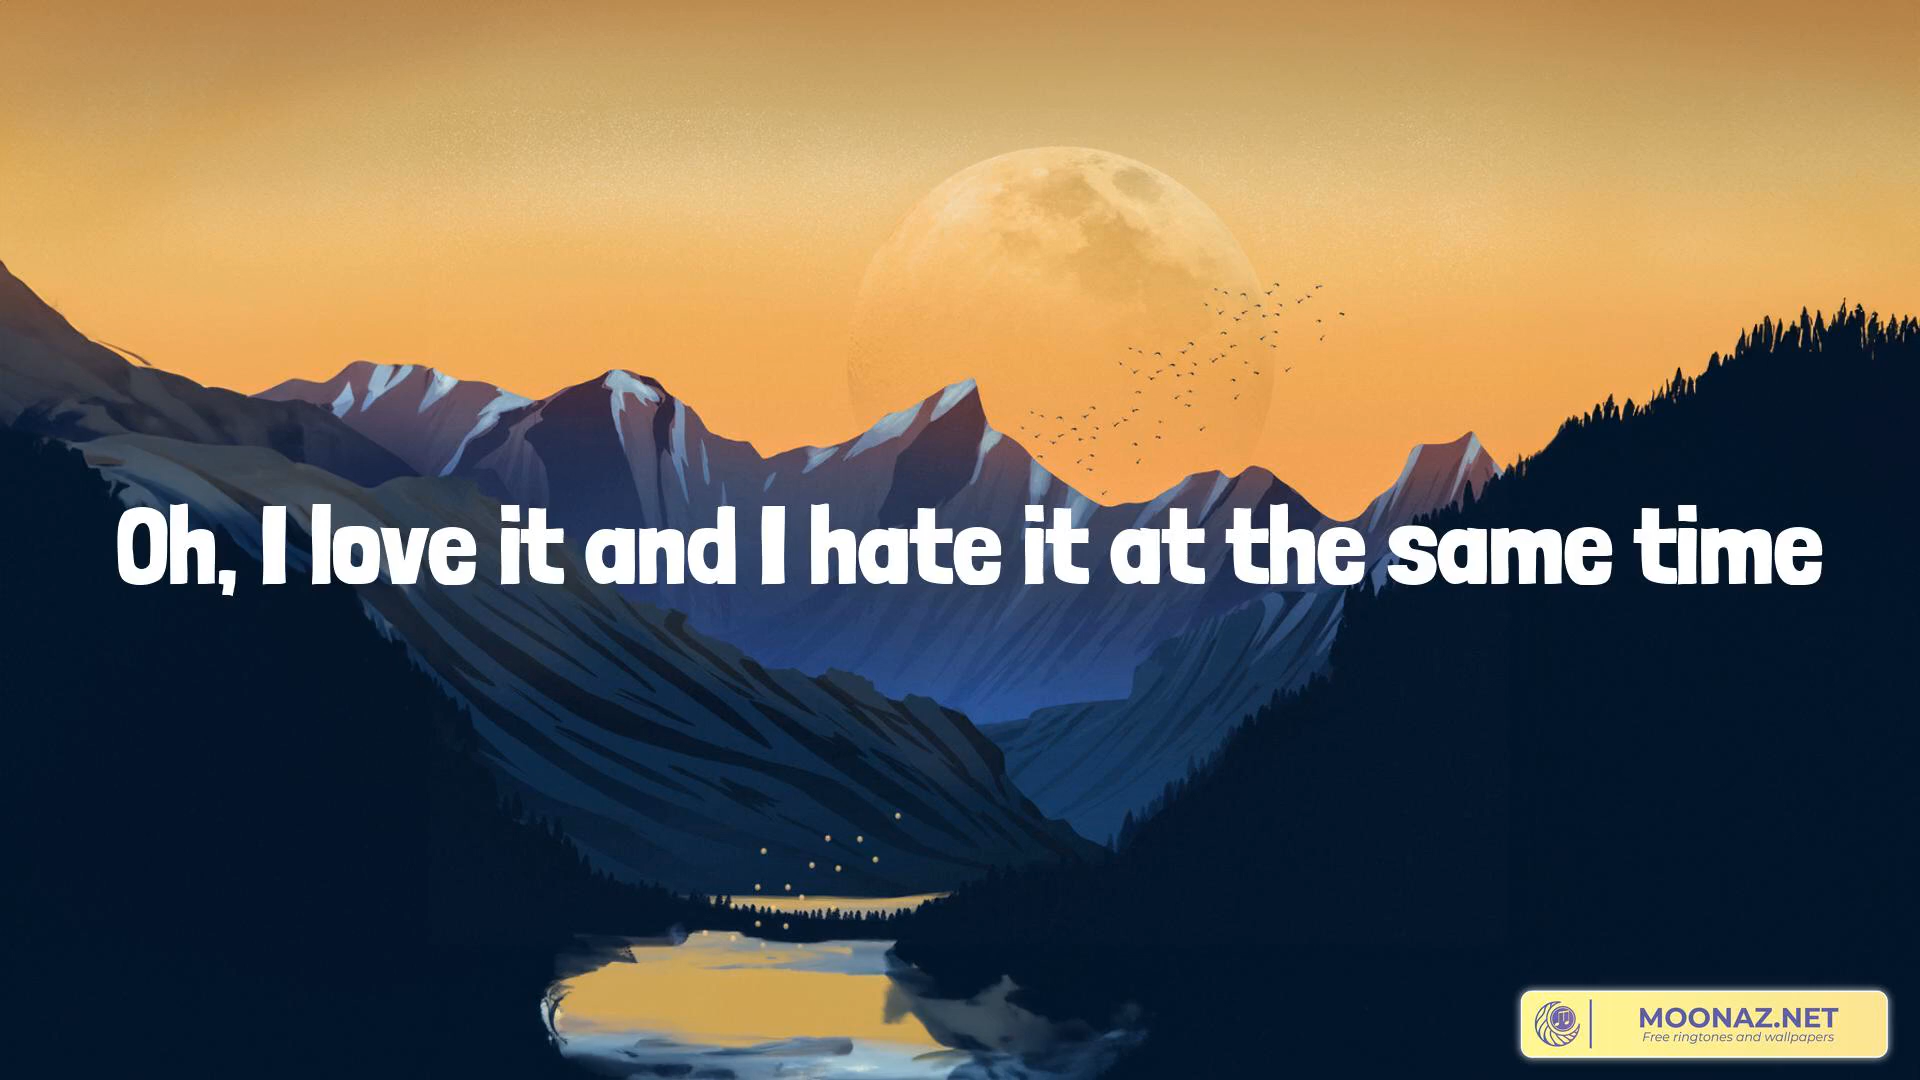 Oh, I love it and I hate it at the same time
MOONAZ.NET
Free ringtones and wallpapers